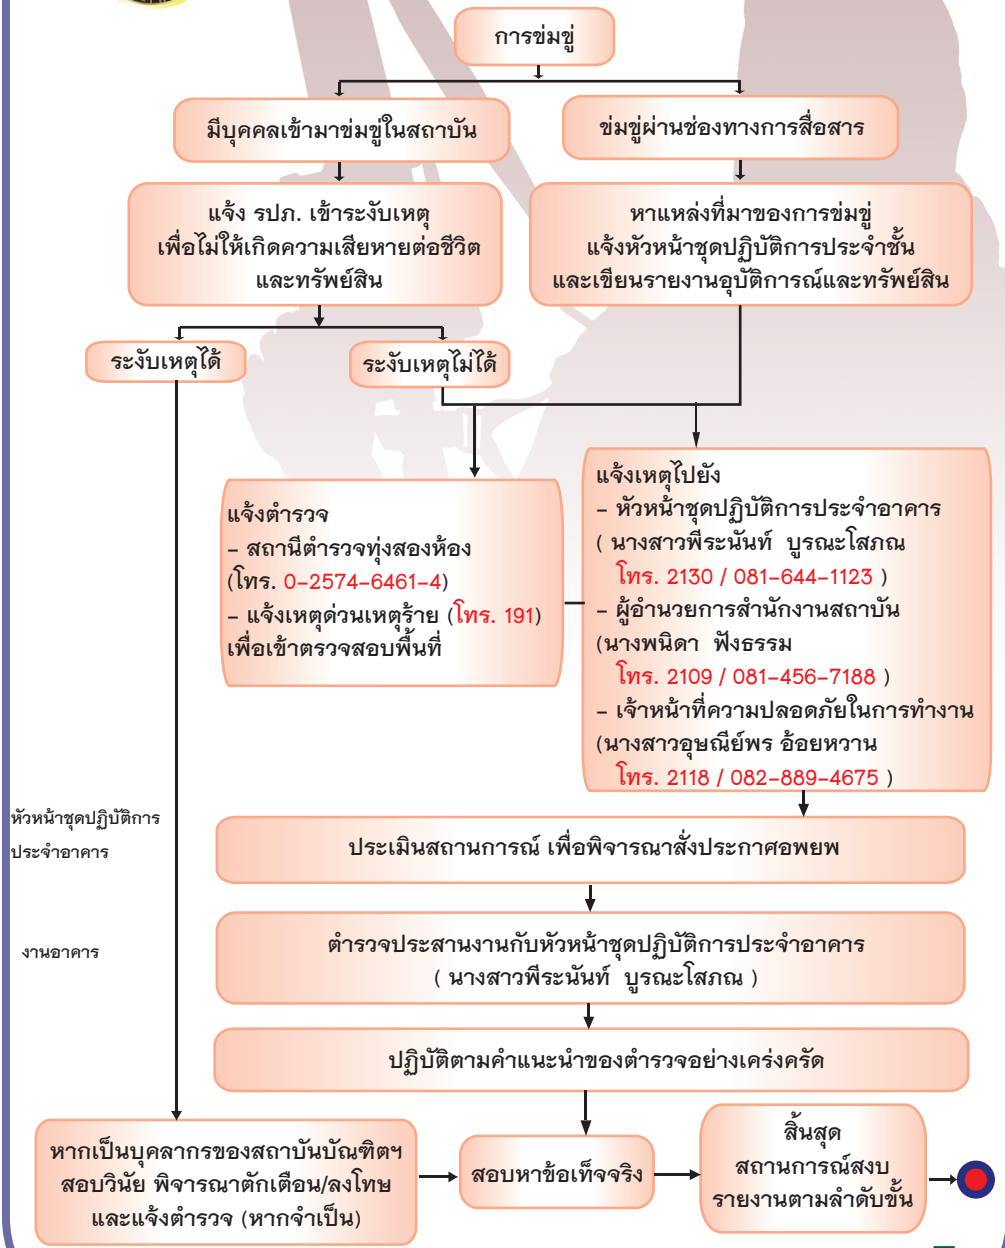 การข่มขู่
มีบุคคลเข้ามาข่มขู่ในสถาบัน
ข่มขู่ผ่านช่องทางการสื่อสาร
แจ้ง รปภ. เข้าระงับเหตุ
เพื่อไม่ให้เกิดความเสียหายต่อชีวิต
และทรัพย์สิน
หาแหล่งที่มาของการข่มขู่
แจ้งหัวหน้าชุดปฏิบัติการประจำชั้น
และเขียนรายงานอุบัติการณ์และทรัพย์สิน
ระงับเหตุได้
ระงับเหตุไม่ได้
แจ้งตำรวจ
– สถานีตำรวจทุ่งสองห้อง
(โทร. 0-2574-6461-4)
– แจ้งเหตุด่วนเหตุร้าย (โทร. 191)
เพื่อเข้าตรวจสอบพื้นที่
แจ้งเหตุไปยัง
– หัวหน้าชุดปฏิบัติการประจำอาคาร
( นางสาวพีระนันท์ บูรณะโสภณ
โทร. 2130 / 081-644-1123 )
– ผู้อำนวยการสำนักงานสถาบัน
(นางพนิดา ฟังธรรม
โทร. 2109 / 081-456-7188 )
– เจ้าหน้าที่ความปลอดภัยในการทำงาน
(นางสาวอุษณีย์พร อ้อยหวาน
โทร. 2118 / 082-889-4675 )
หัวหน้าชุดปฏิบัติการ
ประจำอาคาร
งานอาคาร
ประเมินสถานการณ์ เพื่อพิจารณาสั่งประกาศอพยพ
ตำรวจประสานงานกับหัวหน้าชุดปฏิบัติการประจำอาคาร
( นางสาวพีระนันท์ บูรณะโสภณ )
ปฏิบัติตามคำแนะนำของตำรวจอย่างเคร่งครัด
หากเป็นบุคลากรของสถาบันบัณฑิตฯ
สอบวินัย พิจารณาตักเตือน/ลงโทษ
และแจ้งตำรวจ (หากจำเป็น)
สอบหาข้อเท็จจริง
สิ้นสุด
สถานการณ์สงบ
รายงานตามลำดับขั้น